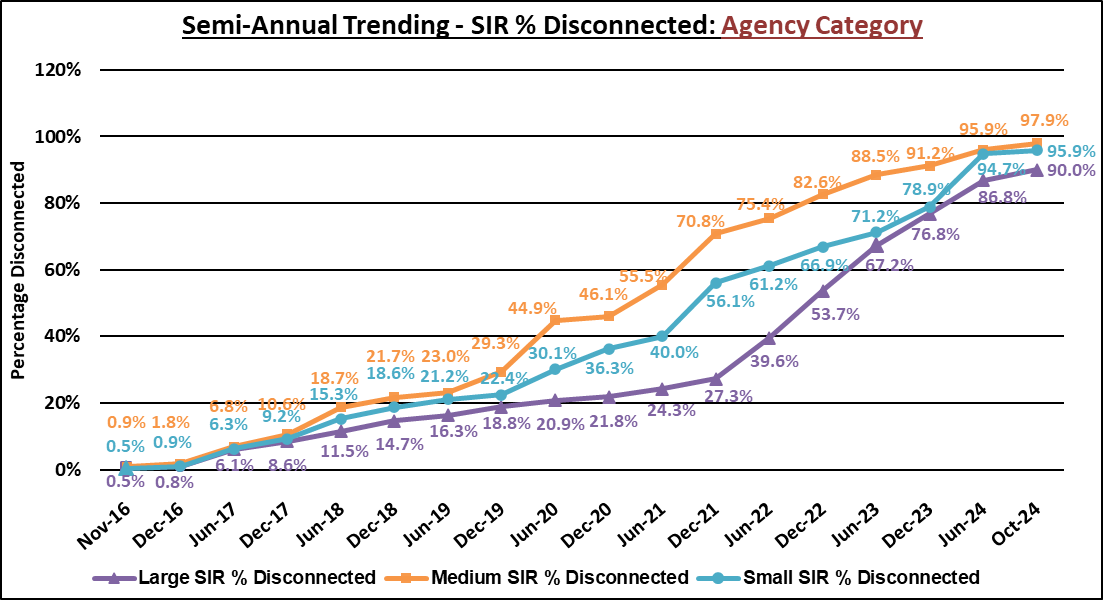 Semi-Annual Trending - SIR % Disconnected: Agency Category
120%
100%
80%
60%
40%
20%
0%
Percentage Disconnected
0.9% 1.8% 6.8% 10.6% 18.7% 21.7% 23.0% 29.3% 44.9% 46.1% 55.5% 70.8% 75.4% 82.6% 88.5% 91.2% 95.9% 97.9%
0.5% 0.9% 6.3% 9.2% 15.3% 18.6% 21.2% 22.4% 30.1% 36.3% 40.0% 56.1% 61.2% 66.9% 71.2% 78.9% 94.7% 95.9%
0.5% 0.8% 6.1% 8.6% 11.5% 14.7% 16.3% 18.8% 20.9% 21.8% 24.3% 27.3% 39.6% 53.7% 67.2% 76.8% 86.8% 90.0%
Nov-16 Dec-16 Jun-17 Dec-17 Jun-18 Dec-18 Jun-19 Dec-19 Jun-20 Dec-20 Jun-21 Dec-21 Jun-22 Dec-22 Jun-23 Dec-23 Jun-24 Oct-24
Large SIR % Disconnected Medium SIR % Disconnected Small SIR % Disconnected